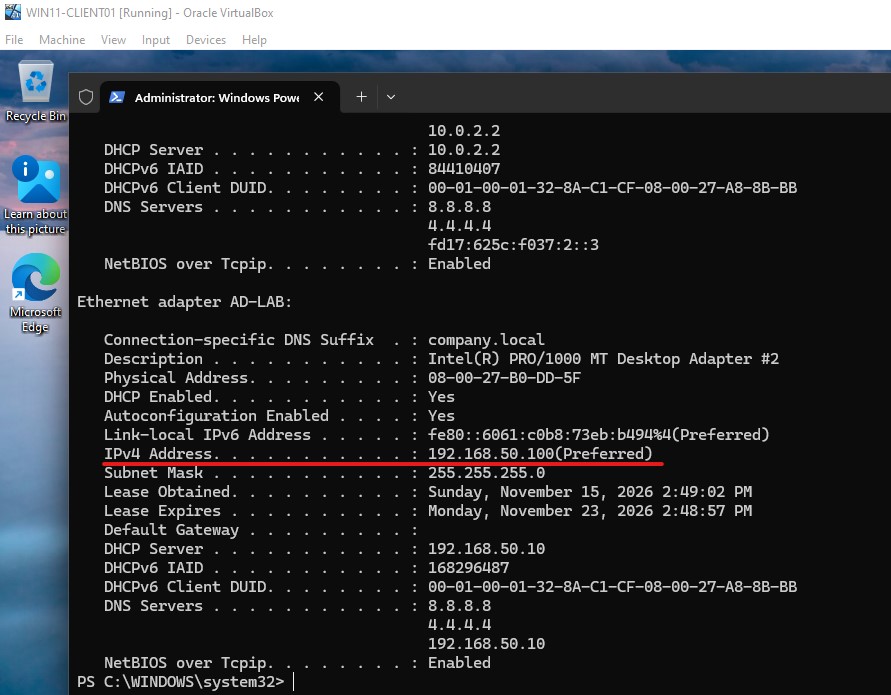 WIN11-CLIENT01 [Running] - Oracle VirtualBox
File Machine View Input Devices Help
Recycle Bin
Learn about
this picture
Microsoft
Edge
Administrator: Windows Powe
10.0.2.2
DHCP Server . . . . . . . . . . . : 10.0.2.2
DHCPv6 IAID . . . . . . . . . . . : 84410407
DHCPv6 Client DUID. . . . . . . . : 00-01-00-01-32-8A-C1-CF-08-00-27-A8-8B-BB
DNS Servers . . . . . . . . . . . : 8.8.8.8
4.4.4.4
fd17:625c:f037:2::3
NetBIOS over Tcpip. . . . . . . . : Enabled
Ethernet adapter AD-LAB:
Connection-specific DNS Suffix  . : company.local
Description . . . . . . . . . . . : Intel(R) PRO/1000 MT Desktop Adapter #2
Physical Address. . . . . . . . . : 08-00-27-B0-DD-5F
DHCP Enabled. . . . . . . . . . . : Yes
Autoconfiguration Enabled . . . . : Yes
Link-local IPv6 Address . . . . . : fe80::6061:c0b8:73eb:b494%4(Preferred)
IPv4 Address. . . . . . . . . . . : 192.168.50.100(Preferred)
Subnet Mask . . . . . . . . . . . : 255.255.255.0
Lease Obtained. . . . . . . . . . : Sunday, November 15, 2026 2:49:02 PM
Lease Expires . . . . . . . . . . : Monday, November 23, 2026 2:48:57 PM
Default Gateway . . . . . . . . . :
DHCP Server . . . . . . . . . . . : 192.168.50.10
DHCPv6 IAID . . . . . . . . . . . : 168296487
DHCPv6 Client DUID. . . . . . . . : 00-01-00-01-32-8A-C1-CF-08-00-27-A8-8B-BB
DNS Servers . . . . . . . . . . . : 8.8.8.8
4.4.4.4
192.168.50.10
NetBIOS over Tcpip. . . . . . . . : Enabled
PS C:\WINDOWS\system32>